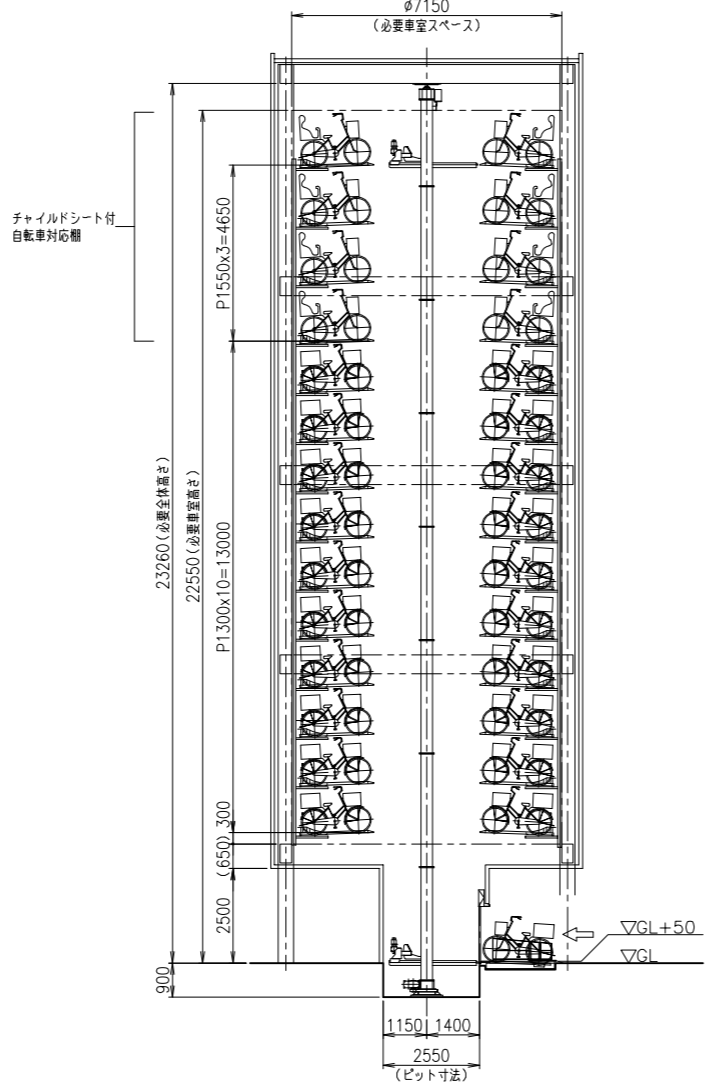 ø7150
(必要車室スペース)
チャイルドシート付
自転車対応棚
P1550x3=4650
23260(必要全体高さ)
22550(必要車室高さ)
P1300x10=13000
300
(650)
2500
900
▽GL+50
▽GL
1150
1400
2550
(ピット寸法)